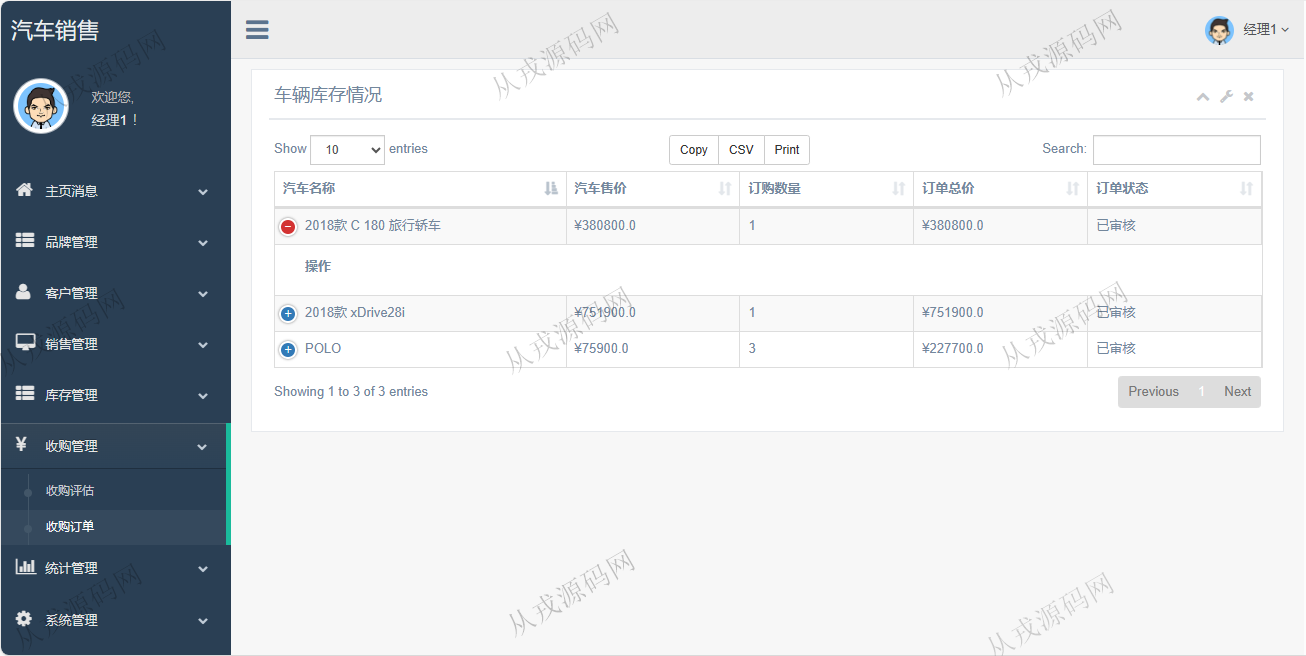 汽车销售
经理1
欢迎您,
经理1！
主页消息
品牌管理
客户管理
销售管理
库存管理
¥ 收购管理
收购评估
收购订单
统计管理
系统管理
车辆库存情况
Show 10 entries
Copy CSV Print
Search:
汽车名称 汽车售价 订购数量 订单总价 订单状态
2018款 C 180 旅行轿车 ¥380800.0 1 ¥380800.0 已审核
操作
2018款 xDrive28i ¥751900.0 1 ¥751900.0 已审核
POLO ¥75900.0 3 ¥227700.0 已审核
Showing 1 to 3 of 3 entries
Previous 1 Next
从戎源码网
从戎源码网
从戎源码网
从戎源码网
从戎源码网
从戎源码网
从戎源码网
从戎源码网
从戎源码网